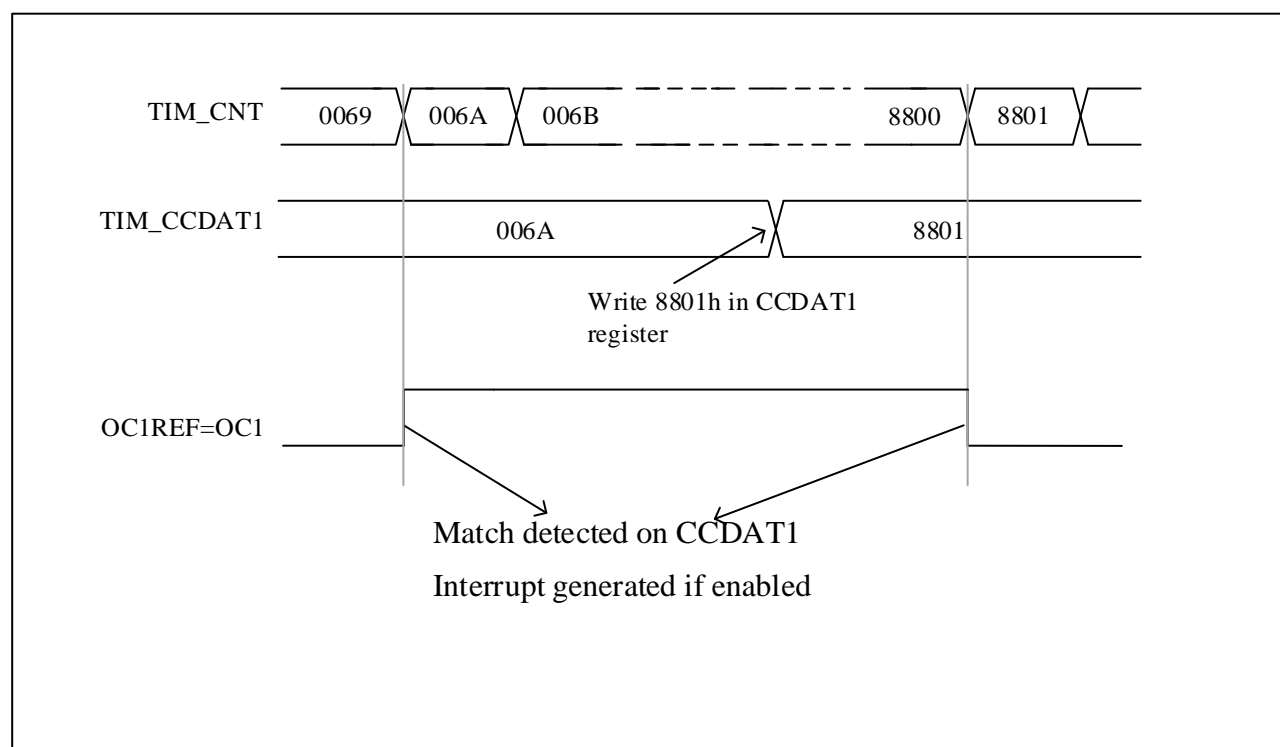 TIM_CNT
0069
006A
006B
8800
8801
TIM_CCDAT1
006A
8801
Write 8801h in CCDAT1
register
OC1REF=OC1
Match detected on CCDAT1
Interrupt generated if enabled